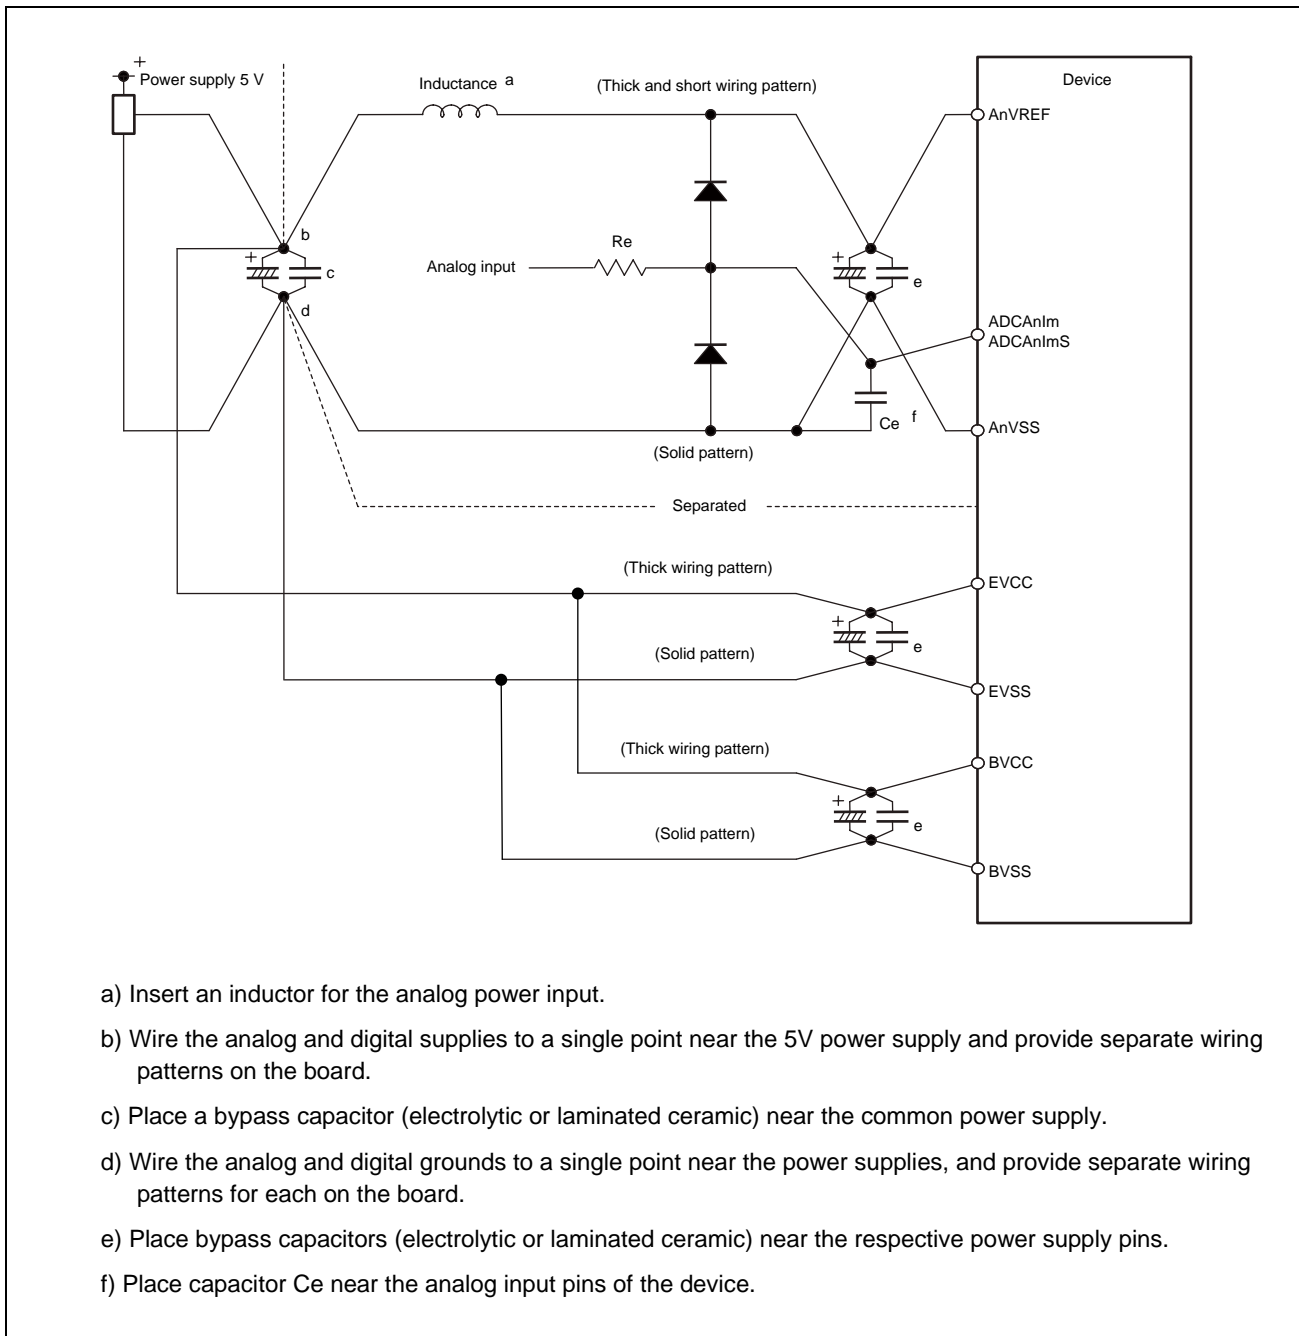 +
Power supply 5 V
Inductance a
(Thick and short wiring pattern)
Device
AnVREF
b
+
c
d
Re
Analog input
+
e
ADCAnIm
ADCAnImS
Ce f
AnVSS
(Solid pattern)
Separated
(Thick wiring pattern)
EVCC
+
e
(Solid pattern)
EVSS
(Thick wiring pattern)
BVCC
+
e
(Solid pattern)
BVSS
a) Insert an inductor for the analog power input.
b) Wire the analog and digital supplies to a single point near the 5V power supply and provide separate wiring
patterns on the board.
c) Place a bypass capacitor (electrolytic or laminated ceramic) near the common power supply.
d) Wire the analog and digital grounds to a single point near the power supplies, and provide separate wiring
patterns for each on the board.
e) Place bypass capacitors (electrolytic or laminated ceramic) near the respective power supply pins.
f) Place capacitor Ce near the analog input pins of the device.